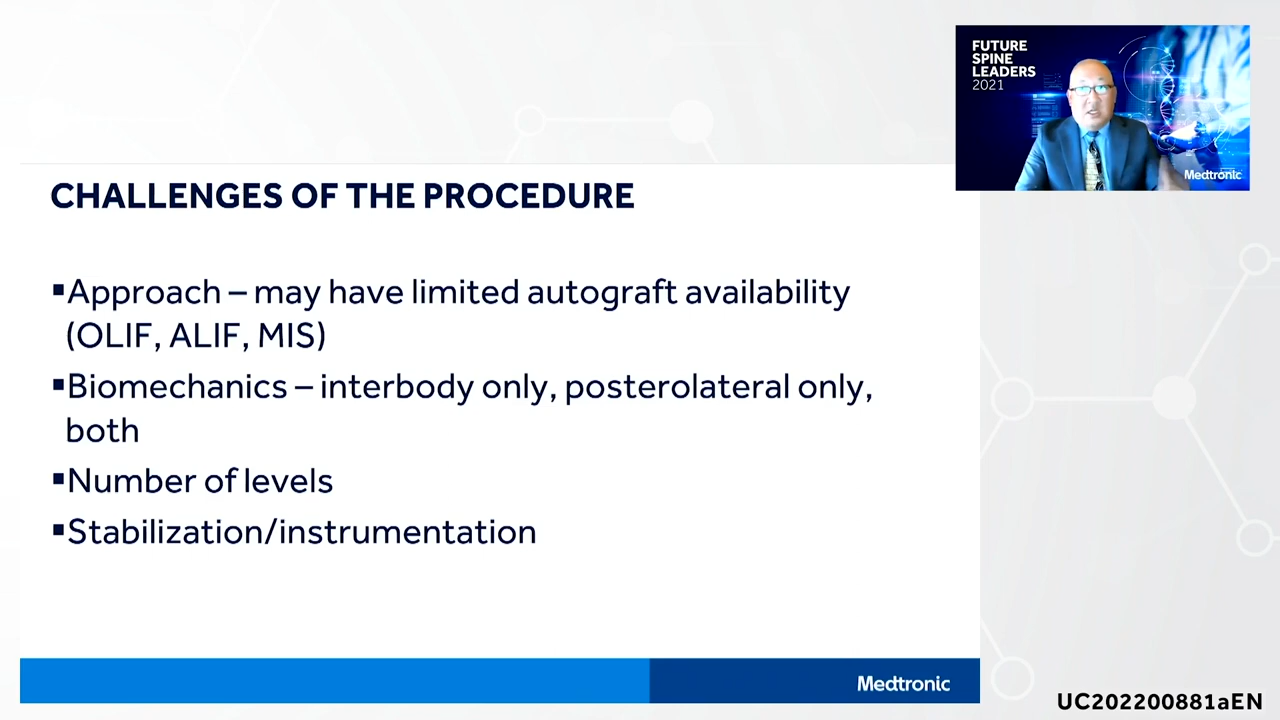 FUTURE
SPINE
LEADERS
2021
Medtronic
CHALLENGES OF THE PROCEDURE
▪Approach – may have limited autograft availability
(OLIF, ALIF, MIS)
▪Biomechanics – interbody only, posterolateral only,
both
▪Number of levels
▪Stabilization/instrumentation
Medtronic
UC202200881aEN